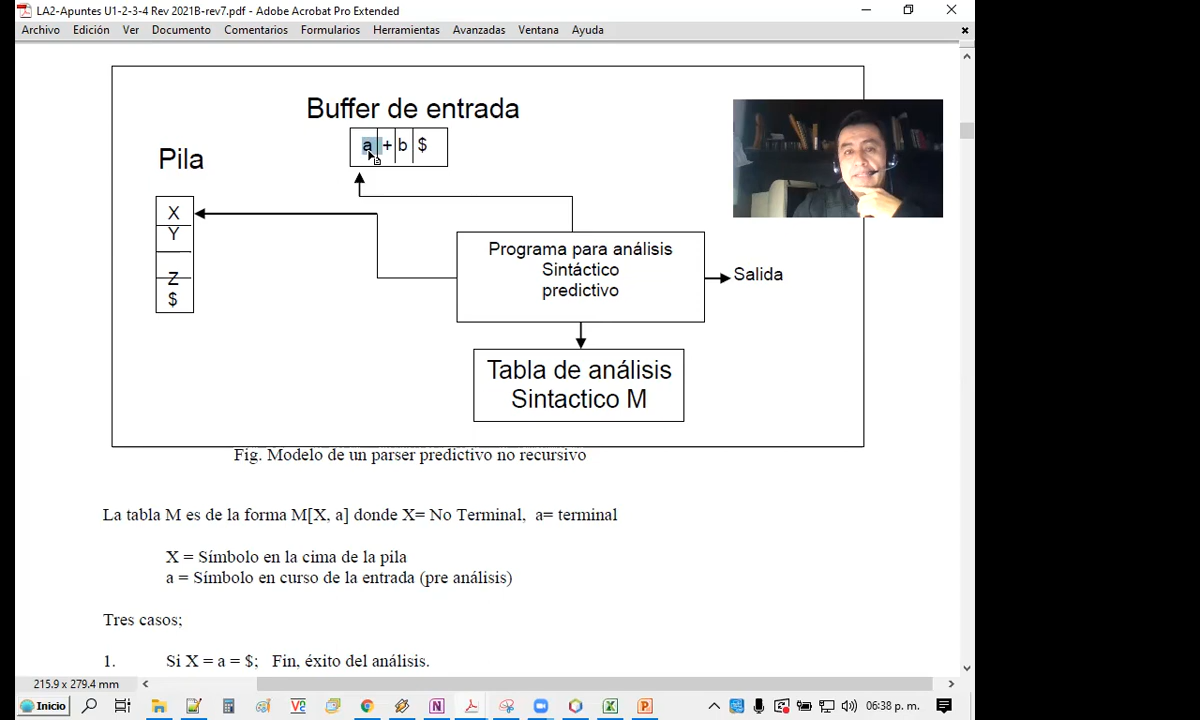 LA2-Apuntes U1-2-3-4 Rev 2021B-rev7.pdf - Adobe Acrobat Pro Extended
Archivo Edición Ver Documento Comentarios Formularios Herramientas Avanzadas Ventana Ayuda
Buffer de entrada
a + b $
Pila
X
Y
Z
$
Programa para análisis
Sintáctico
predictivo
Salida
Tabla de análisis
Sintactico M
Fig. Modelo de un parser predictivo no recursivo
La tabla M es de la forma M[X, a] donde X= No Terminal, a= terminal
X = Símbolo en la cima de la pila
a = Símbolo en curso de la entrada (pre análisis)
Tres casos;
1. Si X = a = $; Fin, éxito del análisis.
215.9 x 279.4 mm
Inicio
06:38 p. m.